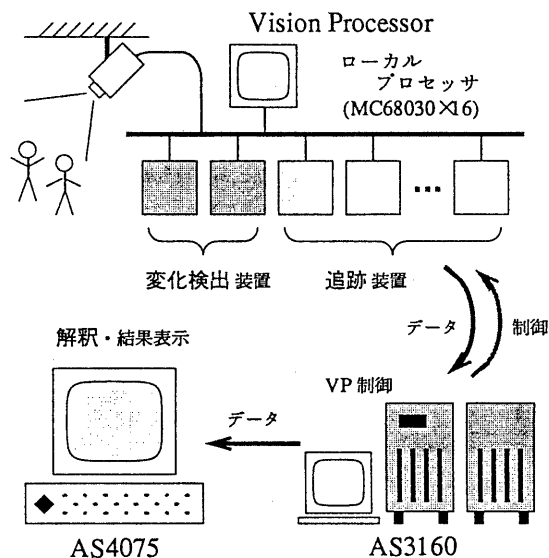 Vision Processor
ローカル
プロセッサ
(MC68030×16)
変化検出装置
追跡装置
データ
制御
解釈・結果表示
VP 制御
データ
AS4075
AS3160